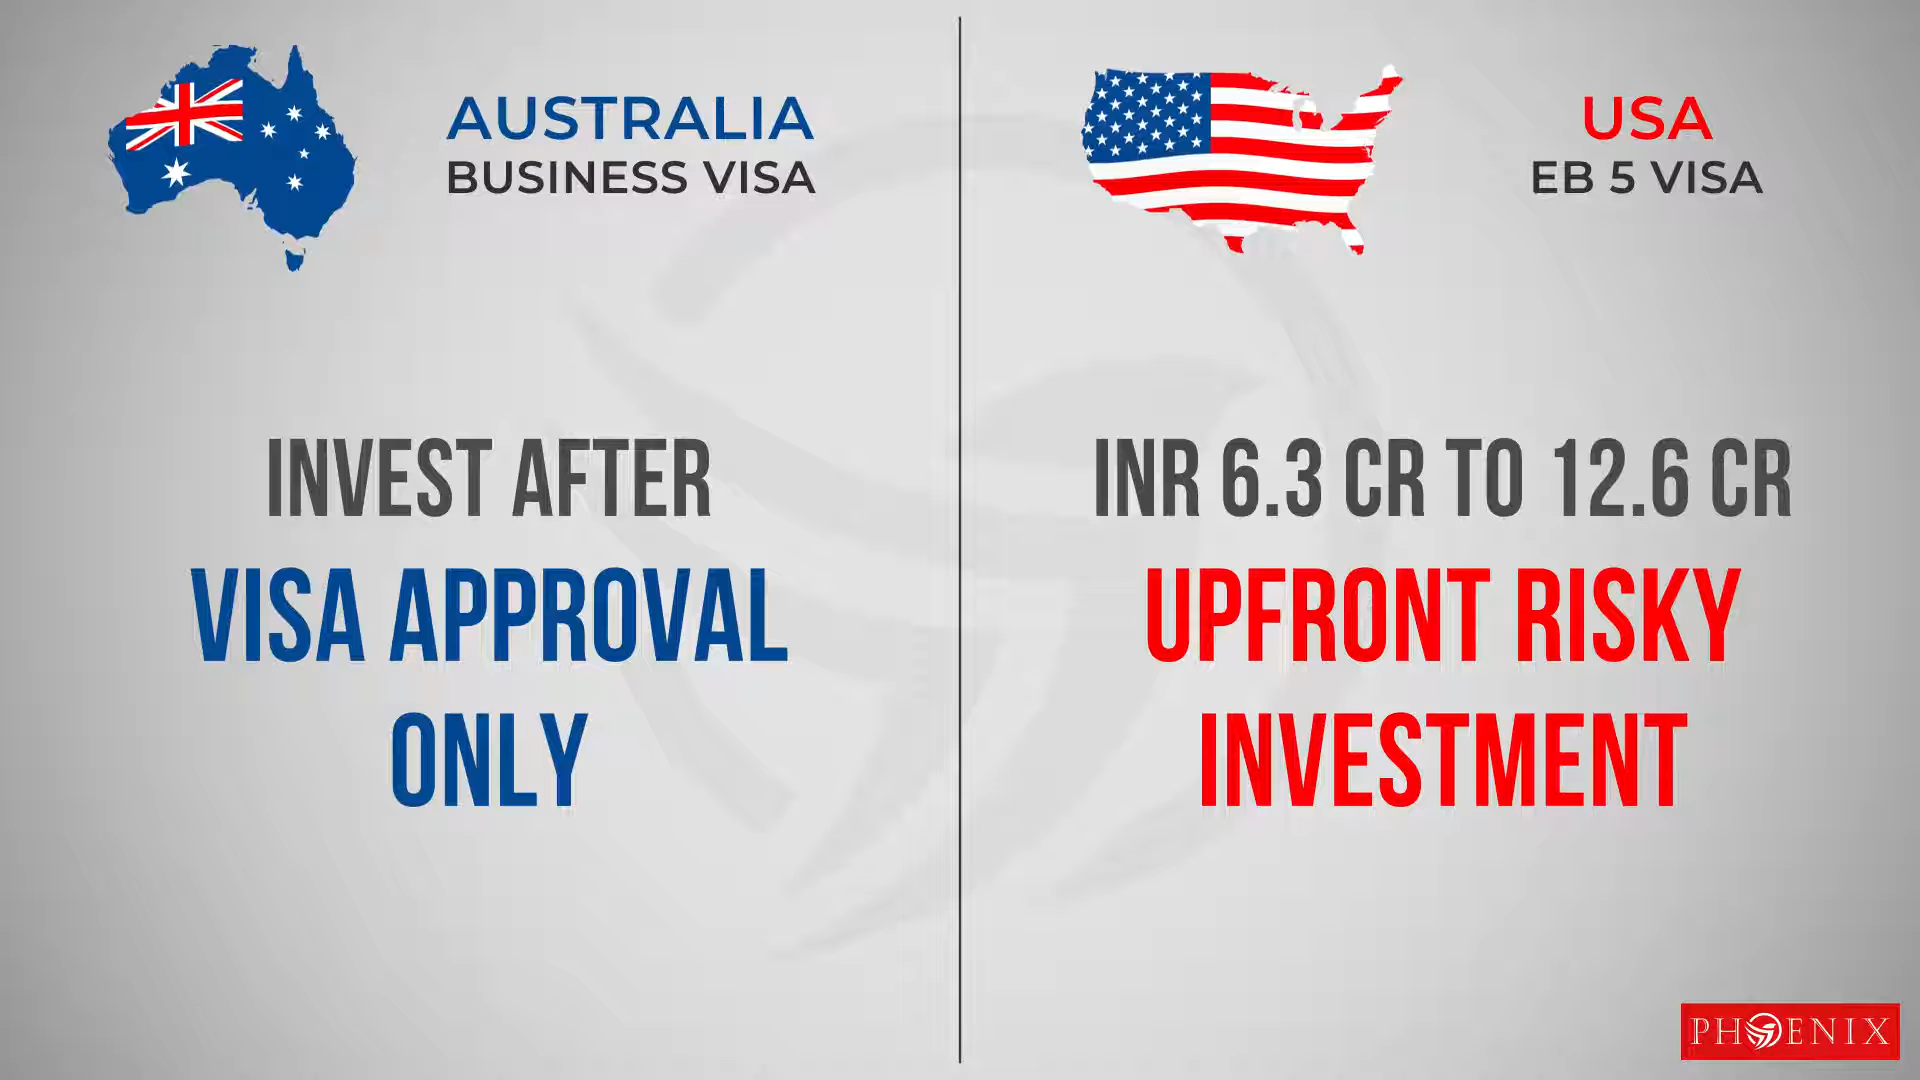 AUSTRALIA
BUSINESS VISA
INVEST AFTER
VISA APPROVAL
ONLY
USA
EB 5 VISA
INR 6.3 CR TO 12.6 CR
UPFRONT RISKY
INVESTMENT
PHOENIX